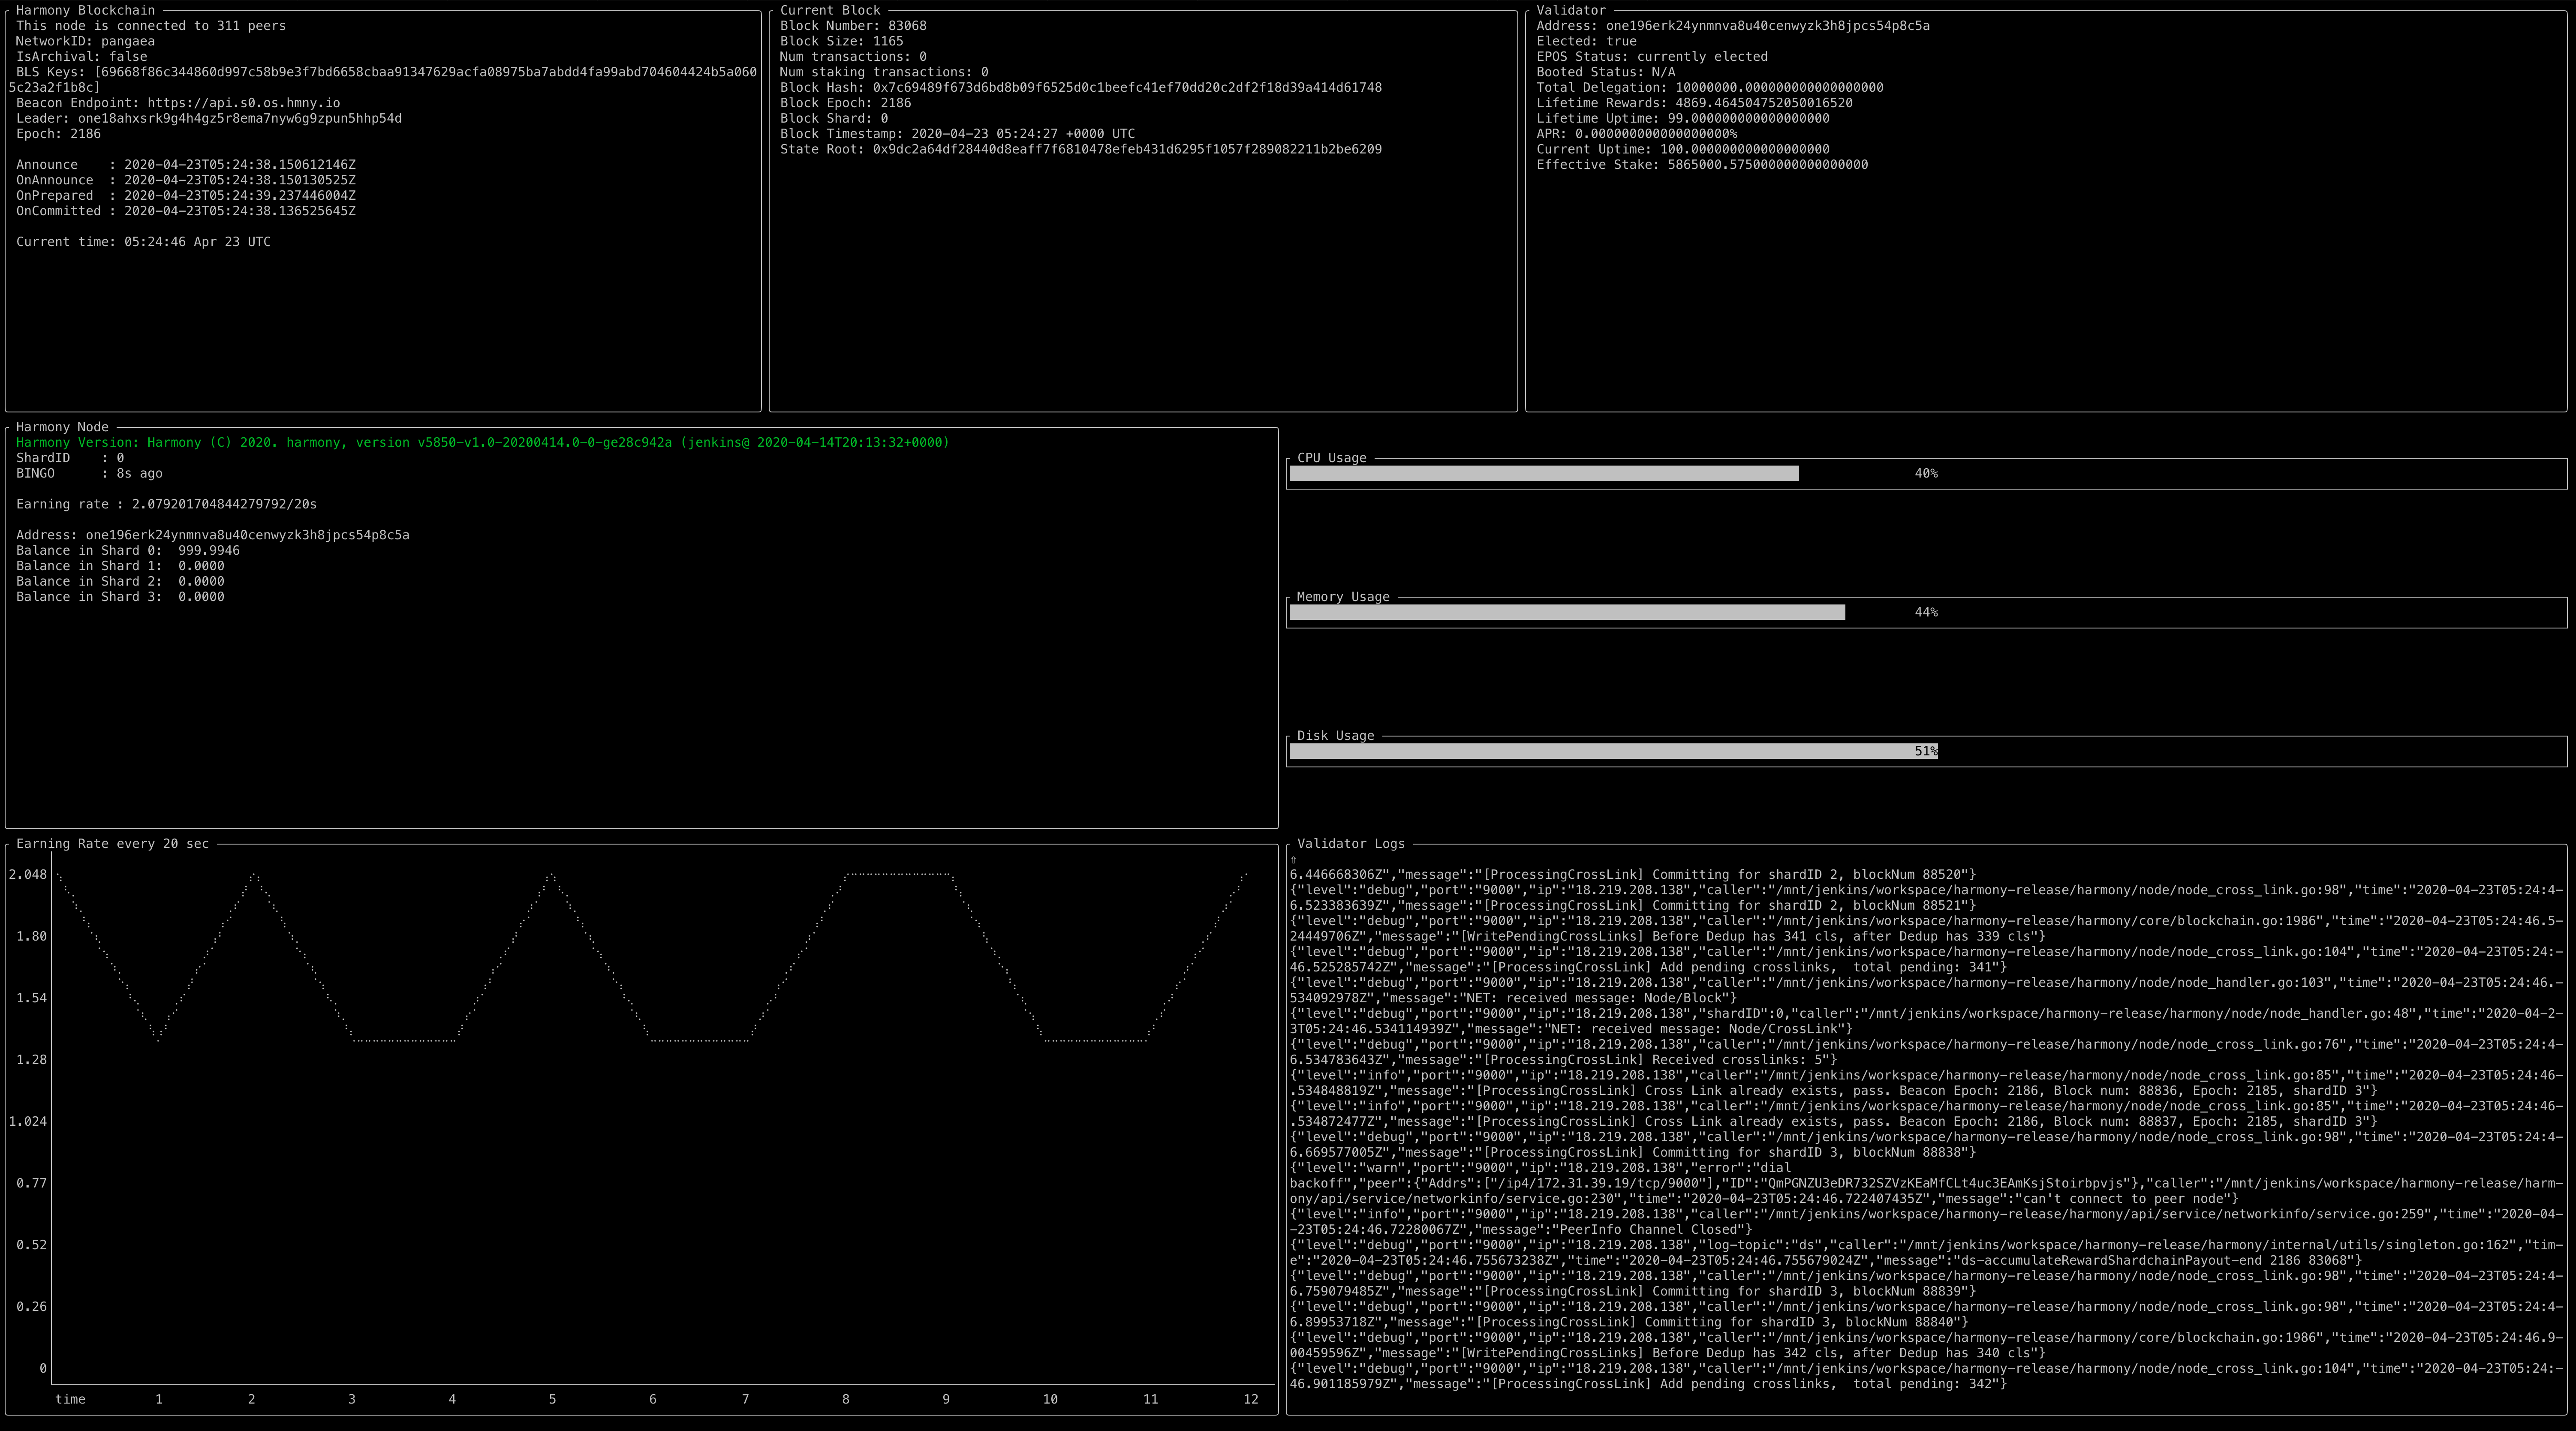 Harmony Blockchain
This node is connected to 311 peers
NetworkID: pangaea
IsArchival: false
BLS Keys: [69668f86c344860d997c58b9e3f7bd6658cbaa91347629acfa08975ba7abdd4fa99abd704604424b5a060
5c23a2f1b8c]
Beacon Endpoint: https://api.s0.os.hmny.io
Leader: one18ahxsrk9g4h4gz5r8ema7nyw6g9zpun5hhp54d
Epoch: 2186
Announce    : 2020-04-23T05:24:38.150612146Z
OnAnnounce  : 2020-04-23T05:24:38.150130525Z
OnPrepared  : 2020-04-23T05:24:39.237446004Z
OnCommitted : 2020-04-23T05:24:38.136525645Z
Current time: 05:24:46 Apr 23 UTC
Current Block
Block Number: 83068
Block Size: 1165
Num transactions: 0
Num staking transactions: 0
Block Hash: 0x7c69489f673d6bd8b09f6525d0c1beefc41ef70dd20c2df2f18d39a414d61748
Block Epoch: 2186
Block Shard: 0
Block Timestamp: 2020-04-23 05:24:27 +0000 UTC
State Root: 0x9dc2a64df28440d8eaff7f6810478efeb431d6295f1057f289082211b2be6209
Validator
Address: one196erk24ynmnva8u40cenwyzk3h8jpcs54p8c5a
Elected: true
EPOS Status: currently elected
Booted Status: N/A
Total Delegation: 10000000.000000000000000000
Lifetime Rewards: 4869.464504752050016520
Lifetime Uptime: 99.000000000000000000
APR: 0.000000000000000000%
Current Uptime: 100.000000000000000000
Effective Stake: 5865000.575000000000000000
Harmony Node
Harmony Version: Harmony (C) 2020. harmony, version v5850-v1.0-20200414.0-0-ge28c942a (jenkins@ 2020-04-14T20:13:32+0000)
ShardID    : 0
BINGO      : 8s ago
Earning rate : 2.079201704844279792/20s
Address: one196erk24ynmnva8u40cenwyzk3h8jpcs54p8c5a
Balance in Shard 0:  999.9946
Balance in Shard 1:  0.0000
Balance in Shard 2:  0.0000
Balance in Shard 3:  0.0000
CPU Usage
40%
Memory Usage
44%
Disk Usage
51%
Earning Rate every 20 sec
2.048
1.80
1.54
1.28
1.024
0.77
0.52
0.26
0
time 1 2 3 4 5 6 7 8 9 10 11 12
Validator Logs
⇧
6.446668306Z","message":"[ProcessingCrossLink] Committing for shardID 2, blockNum 88520"}
{"level":"debug","port":"9000","ip":"18.219.208.138","caller":"/mnt/jenkins/workspace/harmony-release/harmony/node/node_cross_link.go:98","time":"2020-04-23T05:24:4-
6.523383639Z","message":"[ProcessingCrossLink] Committing for shardID 2, blockNum 88521"}
{"level":"debug","port":"9000","ip":"18.219.208.138","caller":"/mnt/jenkins/workspace/harmony-release/harmony/core/blockchain.go:1986","time":"2020-04-23T05:24:46.5-
24449706Z","message":"[WritePendingCrossLinks] Before Dedup has 341 cls, after Dedup has 339 cls"}
{"level":"debug","port":"9000","ip":"18.219.208.138","caller":"/mnt/jenkins/workspace/harmony-release/harmony/node/node_cross_link.go:104","time":"2020-04-23T05:24:-
46.525285742Z","message":"[ProcessingCrossLink] Add pending crosslinks,  total pending: 341"}
{"level":"debug","port":"9000","ip":"18.219.208.138","caller":"/mnt/jenkins/workspace/harmony-release/harmony/node/node_handler.go:103","time":"2020-04-23T05:24:46.-
534092978Z","message":"NET: received message: Node/Block"}
{"level":"debug","port":"9000","ip":"18.219.208.138","shardID":0,"caller":"/mnt/jenkins/workspace/harmony-release/harmony/node/node_handler.go:48","time":"2020-04-2-
3T05:24:46.534114939Z","message":"NET: received message: Node/CrossLink"}
{"level":"debug","port":"9000","ip":"18.219.208.138","caller":"/mnt/jenkins/workspace/harmony-release/harmony/node/node_cross_link.go:76","time":"2020-04-23T05:24:4-
6.534783643Z","message":"[ProcessingCrossLink] Received crosslinks: 5"}
{"level":"info","port":"9000","ip":"18.219.208.138","caller":"/mnt/jenkins/workspace/harmony-release/harmony/node/node_cross_link.go:85","time":"2020-04-23T05:24:46-
.534848819Z","message":"[ProcessingCrossLink] Cross Link already exists, pass. Beacon Epoch: 2186, Block num: 88836, Epoch: 2185, shardID 3"}
{"level":"info","port":"9000","ip":"18.219.208.138","caller":"/mnt/jenkins/workspace/harmony-release/harmony/node/node_cross_link.go:85","time":"2020-04-23T05:24:46-
.534872477Z","message":"[ProcessingCrossLink] Cross Link already exists, pass. Beacon Epoch: 2186, Block num: 88837, Epoch: 2185, shardID 3"}
{"level":"debug","port":"9000","ip":"18.219.208.138","caller":"/mnt/jenkins/workspace/harmony-release/harmony/node/node_cross_link.go:98","time":"2020-04-23T05:24:4-
6.669577005Z","message":"[ProcessingCrossLink] Committing for shardID 3, blockNum 88838"}
{"level":"warn","port":"9000","ip":"18.219.208.138","error":"dial
backoff","peer":{"Addrs":["/ip4/172.31.39.19/tcp/9000"],"ID":"QmPGNZU3eDR732SZVzKEaMfCLt4uc3EAmKsjStoirbpvjs"},"caller":"/mnt/jenkins/workspace/harmony-release/harm-
ony/api/service/networkinfo/service.go:230","time":"2020-04-23T05:24:46.722407435Z","message":"can't connect to peer node"}
{"level":"info","port":"9000","ip":"18.219.208.138","caller":"/mnt/jenkins/workspace/harmony-release/harmony/api/service/networkinfo/service.go:259","time":"2020-04-
-23T05:24:46.72280067Z","message":"PeerInfo Channel Closed"}
{"level":"debug","port":"9000","ip":"18.219.208.138","log-topic":"ds","caller":"/mnt/jenkins/workspace/harmony-release/harmony/internal/utils/singleton.go:162","tim-
e":"2020-04-23T05:24:46.755673238Z","time":"2020-04-23T05:24:46.755679024Z","message":"ds-accumulateRewardShardchainPayout-end 2186 83068"}
{"level":"debug","port":"9000","ip":"18.219.208.138","caller":"/mnt/jenkins/workspace/harmony-release/harmony/node/node_cross_link.go:98","time":"2020-04-23T05:24:4-
6.759079485Z","message":"[ProcessingCrossLink] Committing for shardID 3, blockNum 88839"}
{"level":"debug","port":"9000","ip":"18.219.208.138","caller":"/mnt/jenkins/workspace/harmony-release/harmony/node/node_cross_link.go:98","time":"2020-04-23T05:24:4-
6.89953718Z","message":"[ProcessingCrossLink] Committing for shardID 3, blockNum 88840"}
{"level":"debug","port":"9000","ip":"18.219.208.138","caller":"/mnt/jenkins/workspace/harmony-release/harmony/core/blockchain.go:1986","time":"2020-04-23T05:24:46.9-
00459596Z","message":"[WritePendingCrossLinks] Before Dedup has 342 cls, after Dedup has 340 cls"}
{"level":"debug","port":"9000","ip":"18.219.208.138","caller":"/mnt/jenkins/workspace/harmony-release/harmony/node/node_cross_link.go:104","time":"2020-04-23T05:24:-
46.901185979Z","message":"[ProcessingCrossLink] Add pending crosslinks,  total pending: 342"}